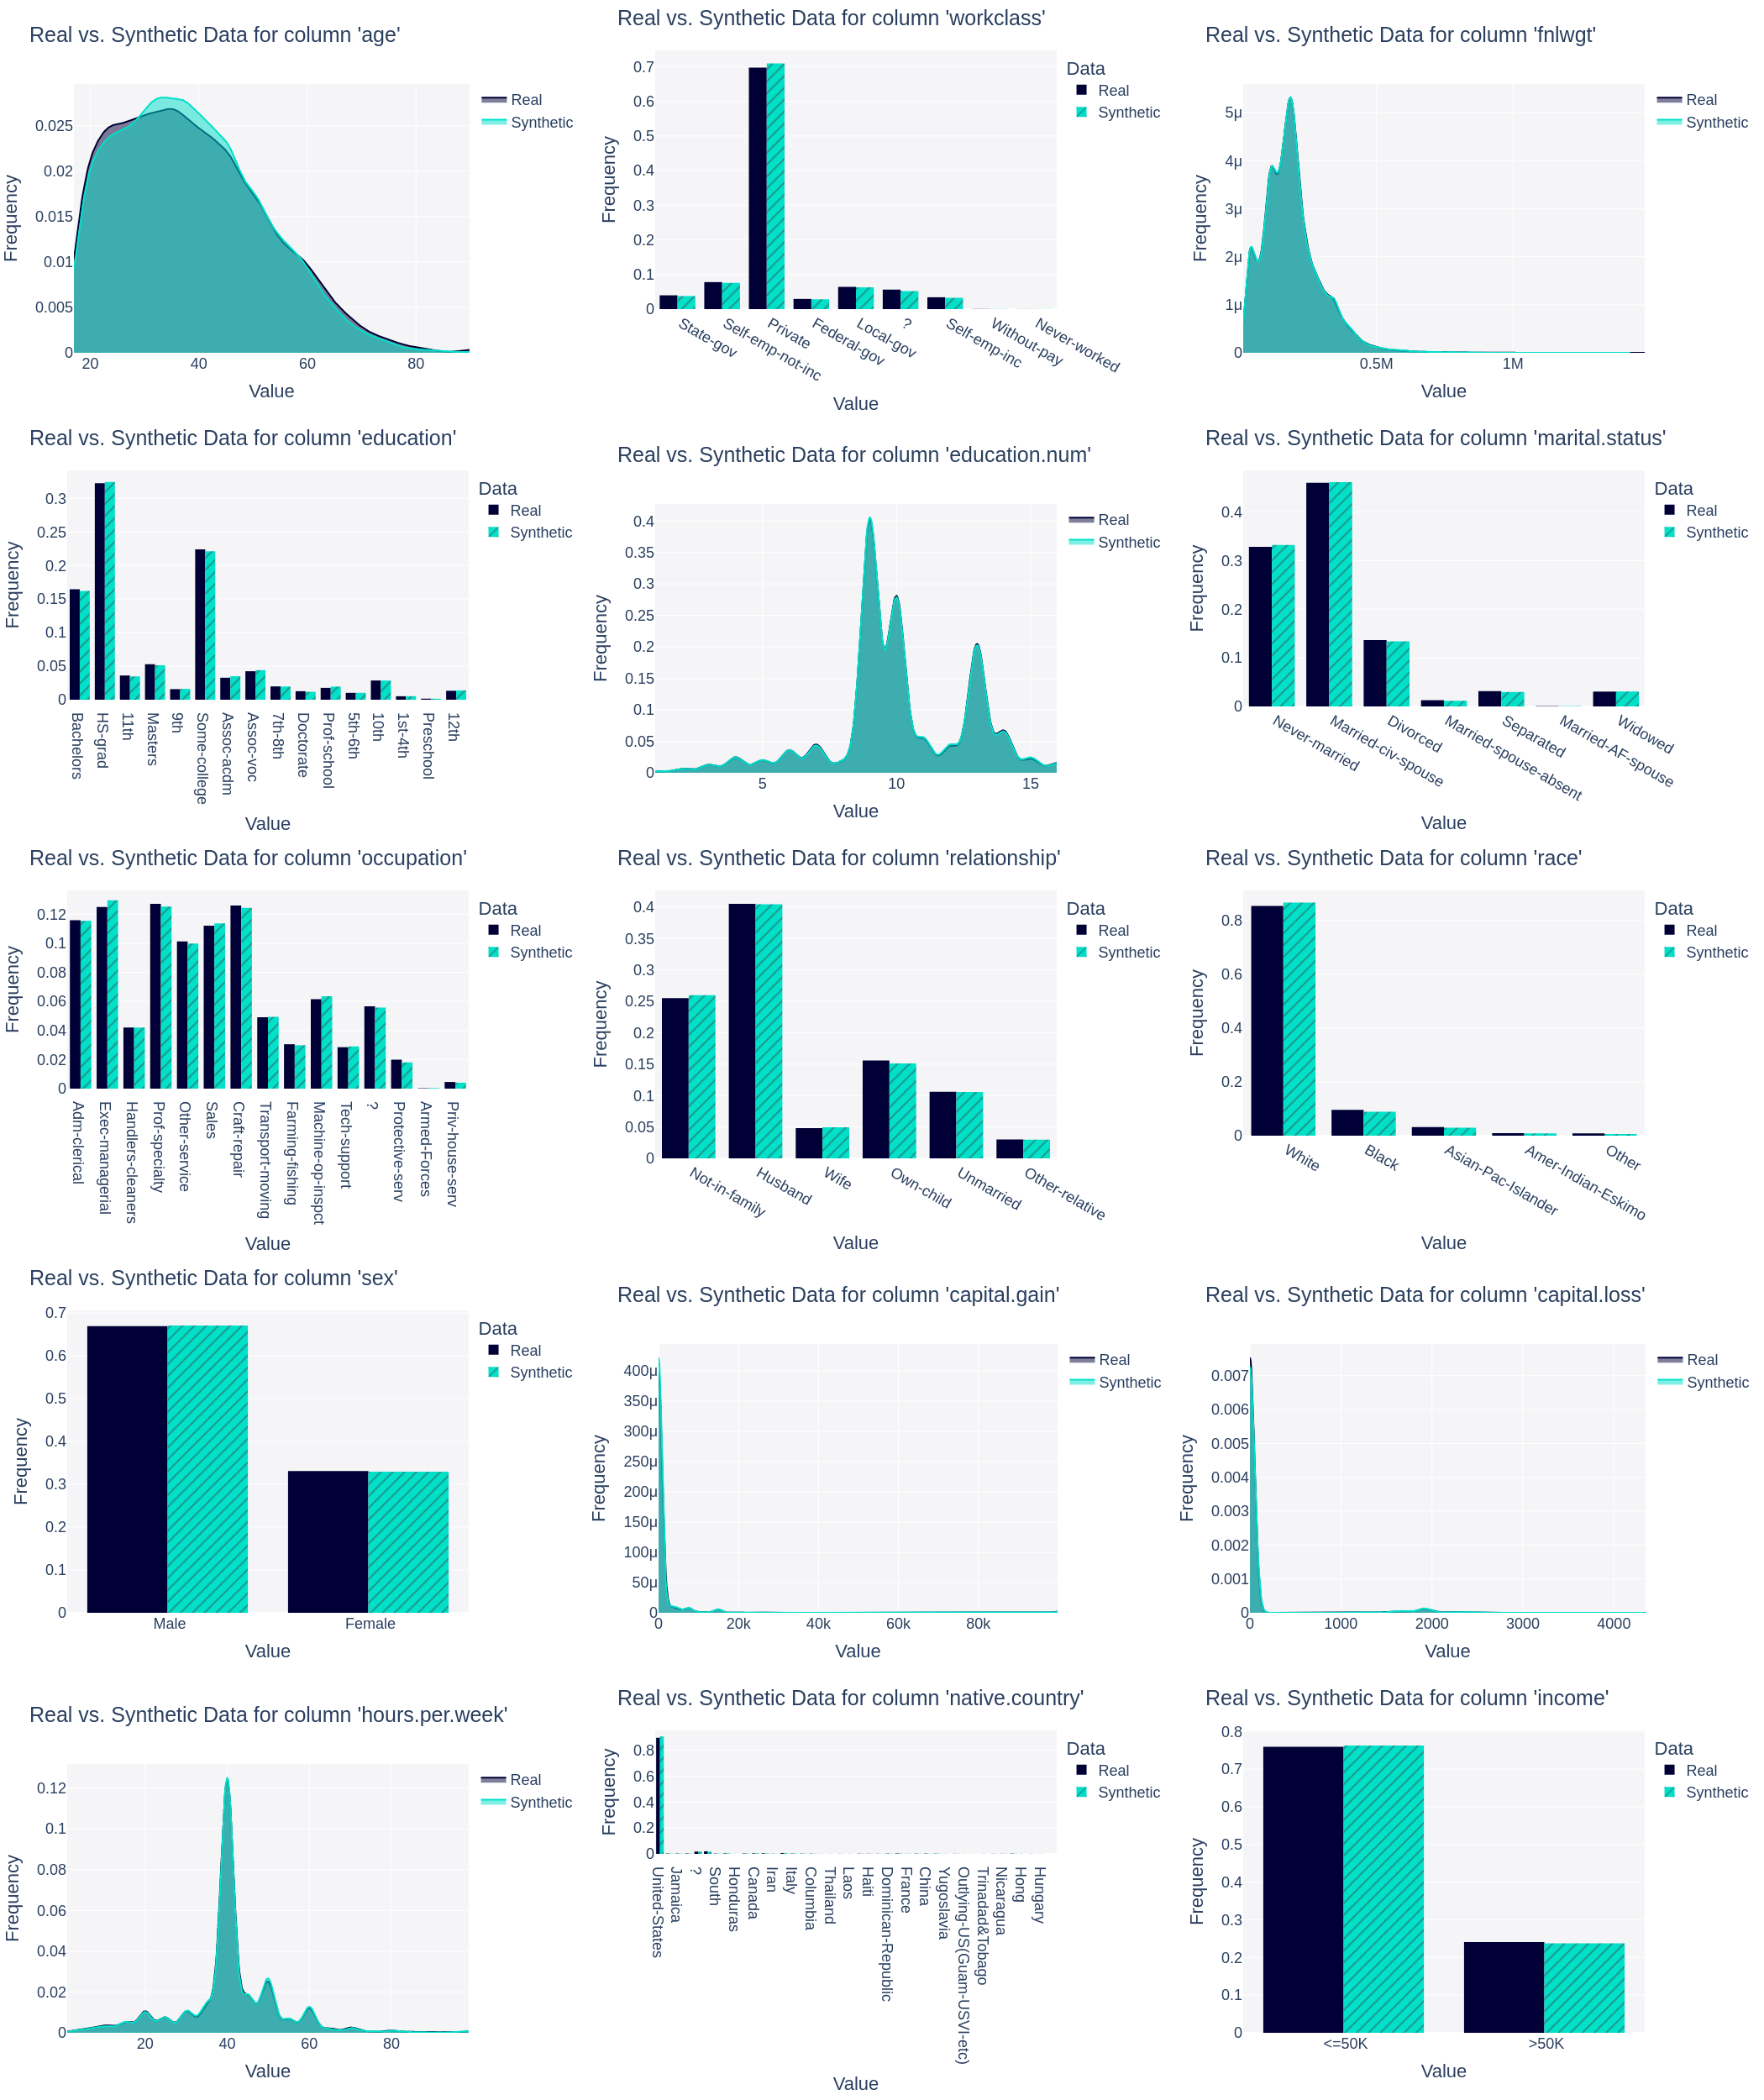 Real vs. Synthetic Data for column 'age'
Frequency
0.025
0.02
0.015
0.01
0.005
0
20
40
60
80
Value
Real
Synthetic
Real vs. Synthetic Data for column 'workclass'
Frequency
0.7
0.6
0.5
0.4
0.3
0.2
0.1
0
State-gov
Self-emp-not-inc
Private
Federal-gov
Local-gov
?
Self-emp-inc
Without-pay
Never-worked
Value
Data
Real
Synthetic
Real vs. Synthetic Data for column 'fnlwgt'
Frequency
5μ
4μ
3μ
2μ
1μ
0
0.5M
1M
Value
Real
Synthetic
Real vs. Synthetic Data for column 'education'
Frequency
0.3
0.25
0.2
0.15
0.1
0.05
0
Bachelors
HS-grad
11th
Masters
9th
Some-college
Assoc-acdm
Assoc-voc
7th-8th
Doctorate
Prof-school
5th-6th
10th
1st-4th
Preschool
12th
Value
Data
Real
Synthetic
Real vs. Synthetic Data for column 'education.num'
Frequency
0.4
0.35
0.3
0.25
0.2
0.15
0.1
0.05
0
5
10
15
Value
Real
Synthetic
Real vs. Synthetic Data for column 'marital.status'
Frequency
0.4
0.3
0.2
0.1
0
Never-married
Married-civ-spouse
Divorced
Married-spouse-absent
Separated
Married-AF-spouse
Widowed
Value
Data
Real
Synthetic
Real vs. Synthetic Data for column 'occupation'
Frequency
0.12
0.1
0.08
0.06
0.04
0.02
0
Adm-clerical
Exec-managerial
Handlers-cleaners
Prof-specialty
Other-service
Sales
Craft-repair
Transport-moving
Farming-fishing
Machine-op-inspct
Tech-support
?
Protective-serv
Armed-Forces
Priv-house-serv
Value
Data
Real
Synthetic
Real vs. Synthetic Data for column 'relationship'
Frequency
0.4
0.35
0.3
0.25
0.2
0.15
0.1
0.05
0
Not-in-family
Husband
Wife
Own-child
Unmarried
Other-relative
Value
Data
Real
Synthetic
Real vs. Synthetic Data for column 'race'
Frequency
0.8
0.6
0.4
0.2
0
White
Black
Asian-Pac-Islander
Amer-Indian-Eskimo
Other
Value
Data
Real
Synthetic
Real vs. Synthetic Data for column 'sex'
Frequency
0.7
0.6
0.5
0.4
0.3
0.2
0.1
0
Male
Female
Value
Data
Real
Synthetic
Real vs. Synthetic Data for column 'capital.gain'
Frequency
400μ
350μ
300μ
250μ
200μ
150μ
100μ
50μ
0
0
20k
40k
60k
80k
Value
Real
Synthetic
Real vs. Synthetic Data for column 'capital.loss'
Frequency
0.007
0.006
0.005
0.004
0.003
0.002
0.001
0
0
1000
2000
3000
4000
Value
Real
Synthetic
Real vs. Synthetic Data for column 'hours.per.week'
Frequency
0.12
0.1
0.08
0.06
0.04
0.02
0
20
40
60
80
Value
Real
Synthetic
Real vs. Synthetic Data for column 'native.country'
Frequency
0.8
0.6
0.4
0.2
0
United-States
Jamaica
?
South
Honduras
Canada
Iran
Italy
Columbia
Thailand
Laos
Haiti
Dominican-Republic
France
China
Yugoslavia
Outlying-US(Guam-USVI-etc)
Trinadad&Tobago
Nicaragua
Hong
Hungary
Value
Data
Real
Synthetic
Real vs. Synthetic Data for column 'income'
Frequency
0.8
0.7
0.6
0.5
0.4
0.3
0.2
0.1
0
<=50K
>50K
Value
Data
Real
Synthetic